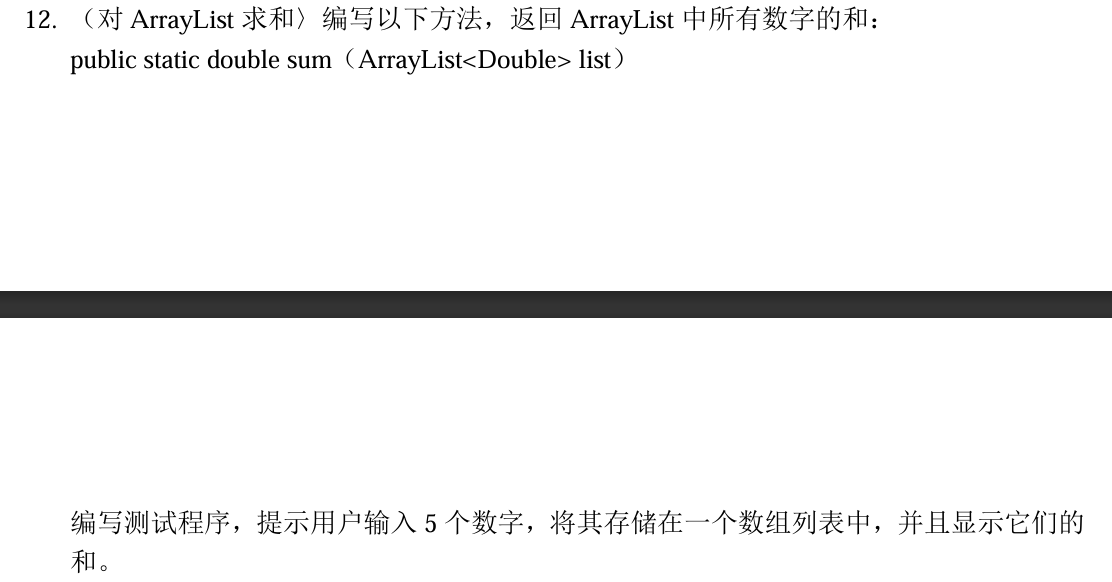 12. （对 ArrayList 求和〉编写以下方法，返回 ArrayList 中所有数字的和：
public static double sum（ArrayList<Double> list）
编写测试程序，提示用户输入 5 个数字，将其存储在一个数组列表中，并且显示它们的
和。